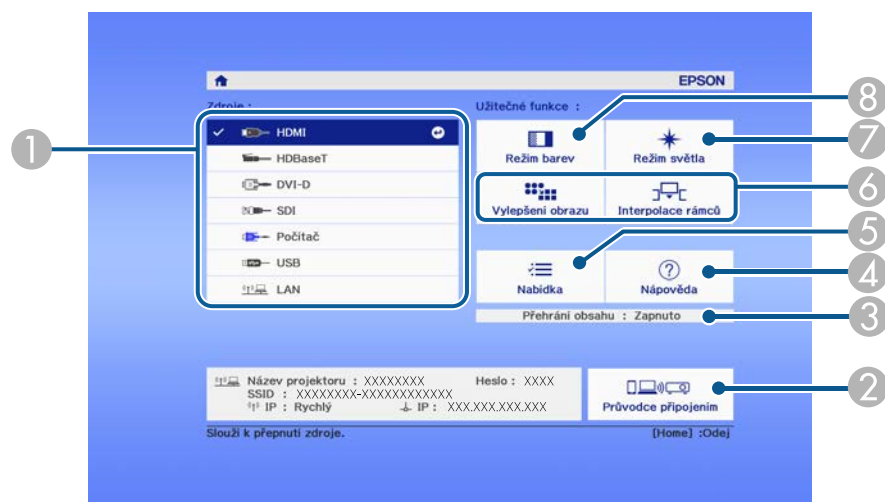 EPSON
Zdroje :
Užitečné funkce :
8
HDMI
1
HDBaseT
DVI-D
SDI
Počítač
USB
LAN
Režim barev
Režim světla
7
Vylepšení obrazu
Interpolace rámců
6
5
Nabídka
Nápověda
4
Přehrání obsahu : Zapnuto
3
Název projektoru : XXXXXXXX Heslo : XXXX
SSID : XXXXXXXX-XXXXXXXXXXXX
IP : Rychlý IP : XXX.XXX.XXX.XXX
Průvodce připojením
2
Slouží k přepnutí zdroje.
[Home] :Odej